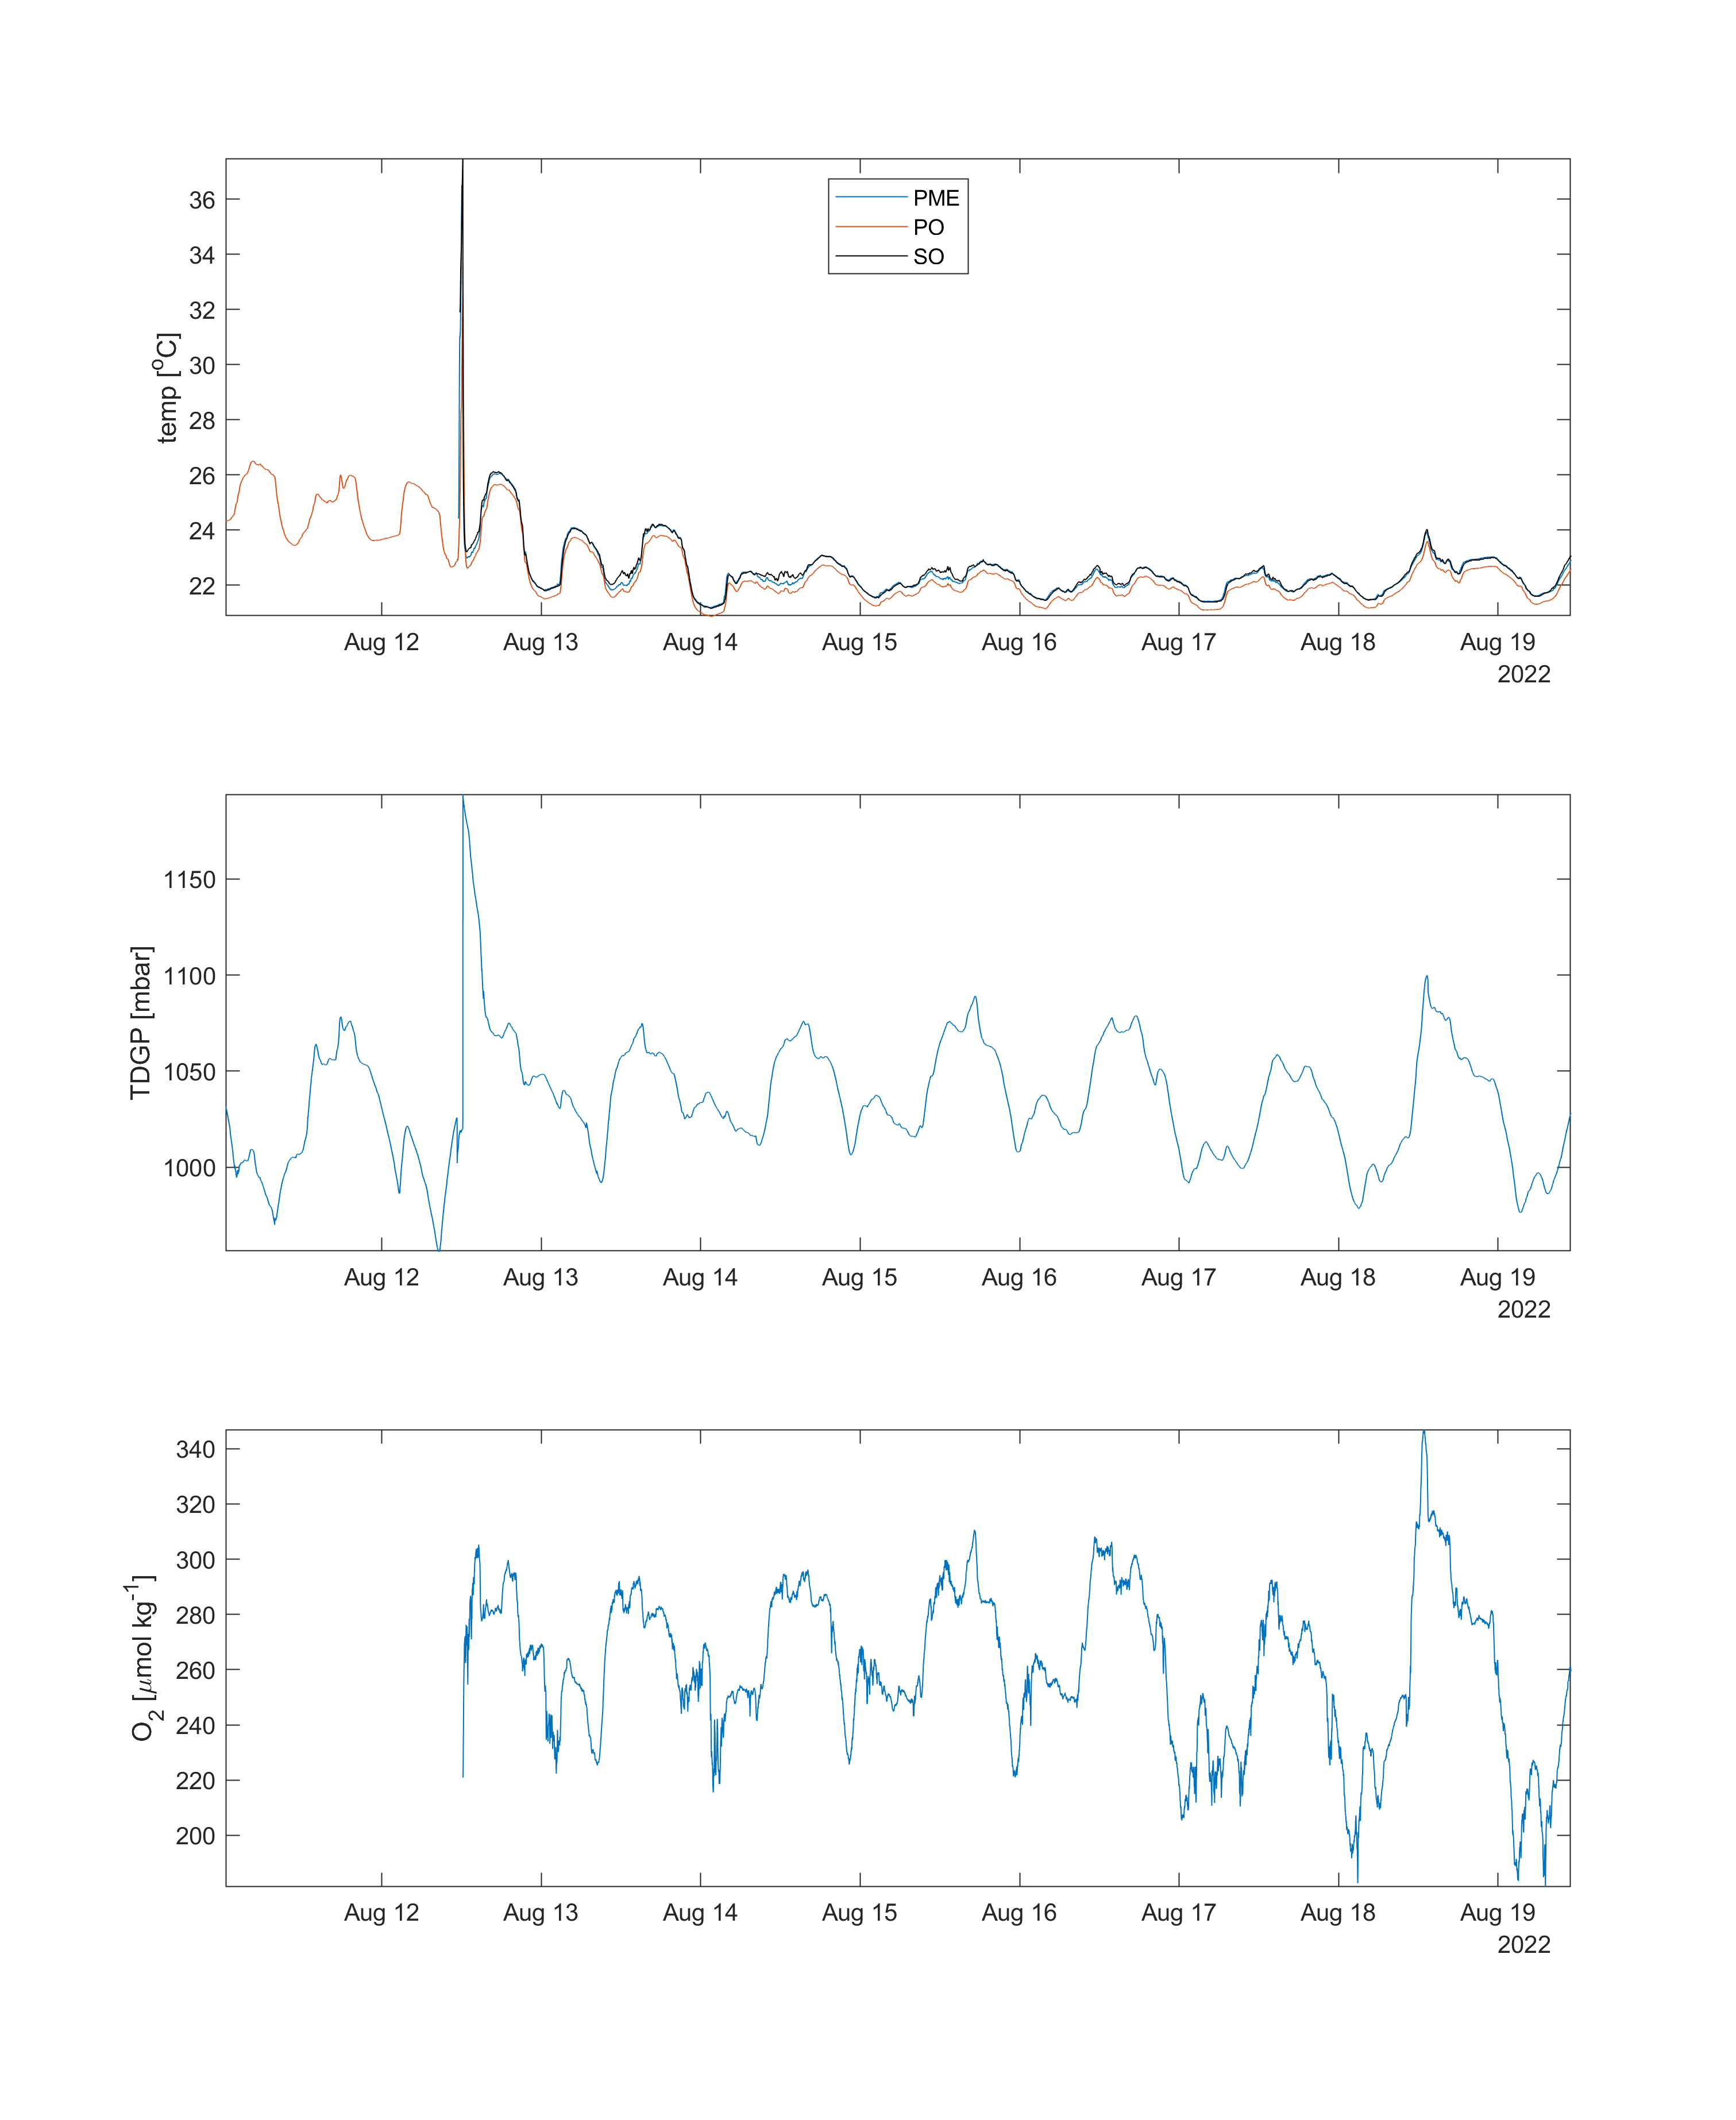 36
34
32
30
28
26
24
22
temp [°C]
PME
PO
SO
Aug 12 Aug 13 Aug 14 Aug 15 Aug 16 Aug 17 Aug 18 Aug 19
2022
1150
1100
1050
1000
TDGP [mbar]
Aug 12 Aug 13 Aug 14 Aug 15 Aug 16 Aug 17 Aug 18 Aug 19
2022
340
320
300
280
260
240
220
200
O₂ [μmol kg⁻¹]
Aug 12 Aug 13 Aug 14 Aug 15 Aug 16 Aug 17 Aug 18 Aug 19
2022